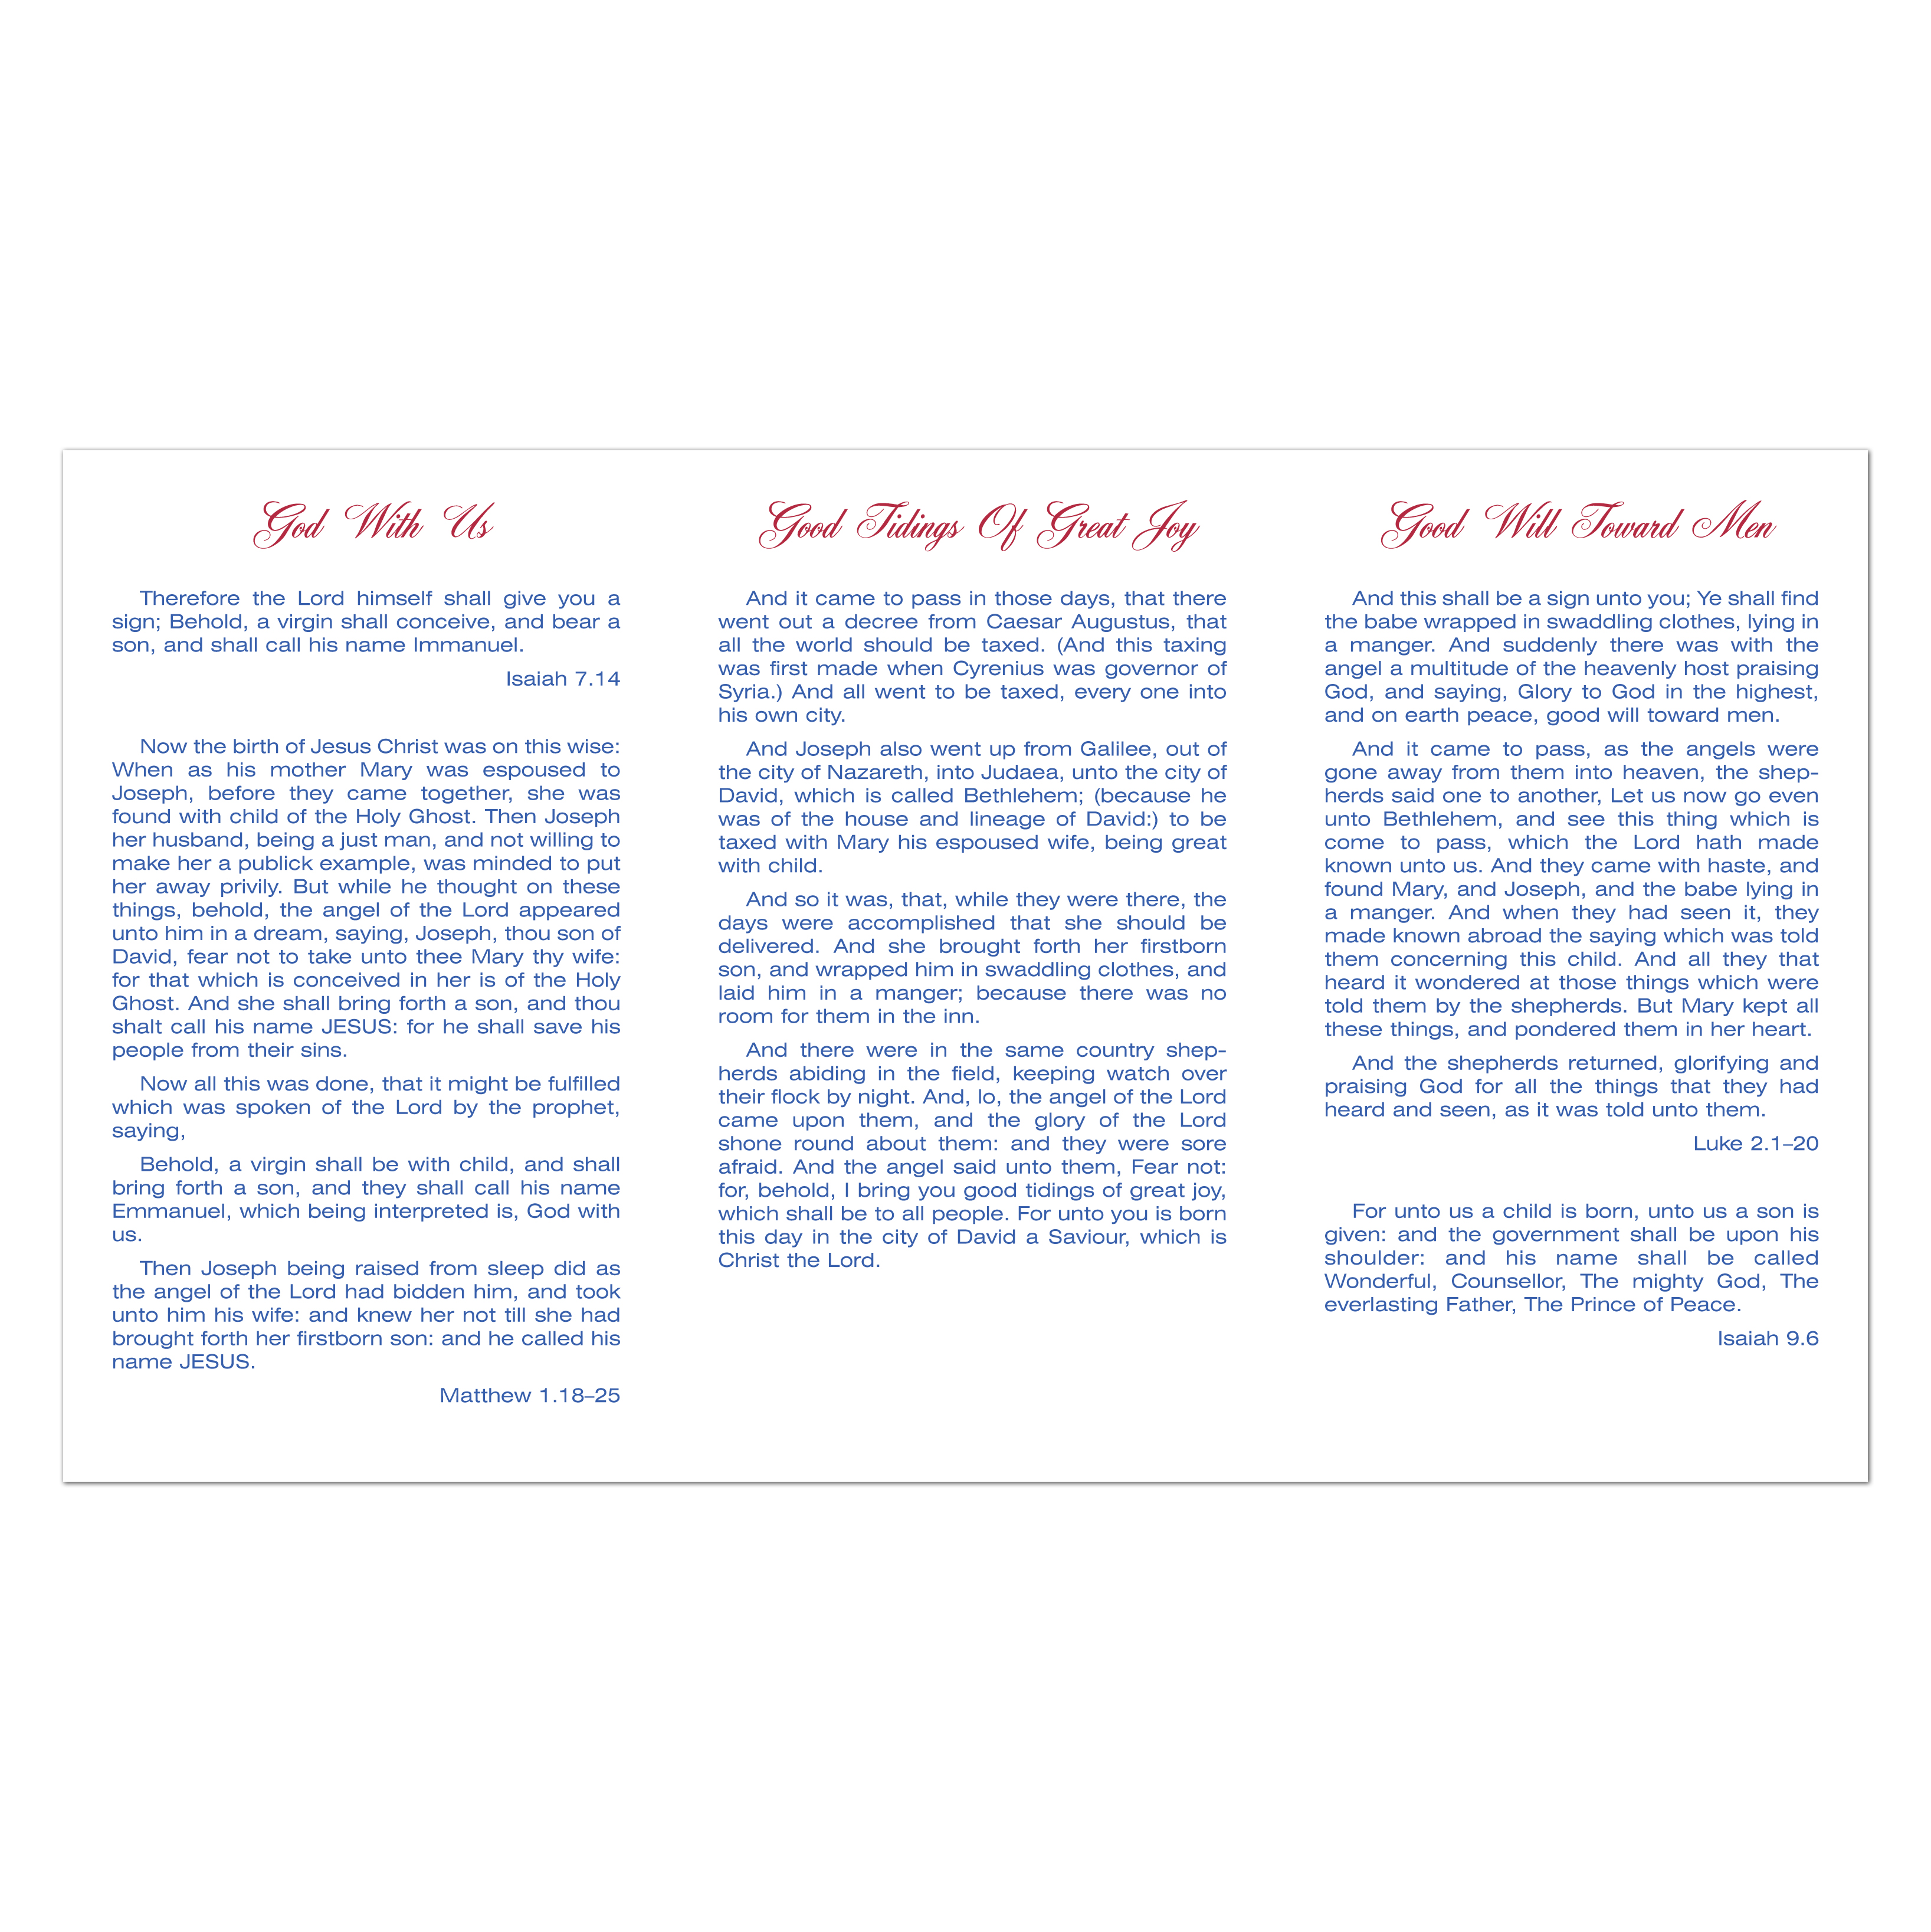 God With Us
Therefore the Lord himself shall give you a
sign; Behold, a virgin shall conceive, and bear a
son, and shall call his name Immanuel.
Isaiah 7.14
Now the birth of Jesus Christ was on this wise:
When as his mother Mary was espoused to
Joseph, before they came together, she was
found with child of the Holy Ghost. Then Joseph
her husband, being a just man, and not willing to
make her a publick example, was minded to put
her away privily. But while he thought on these
things, behold, the angel of the Lord appeared
unto him in a dream, saying, Joseph, thou son of
David, fear not to take unto thee Mary thy wife:
for that which is conceived in her is of the Holy
Ghost. And she shall bring forth a son, and thou
shalt call his name JESUS: for he shall save his
people from their sins.
Now all this was done, that it might be fulfilled
which was spoken of the Lord by the prophet,
saying,
Behold, a virgin shall be with child, and shall
bring forth a son, and they shall call his name
Emmanuel, which being interpreted is, God with
us.
Then Joseph being raised from sleep did as
the angel of the Lord had bidden him, and took
unto him his wife: and knew her not till she had
brought forth her firstborn son: and he called his
name JESUS.
Matthew 1.18–25
Good Tidings Of Great Joy
And it came to pass in those days, that there
went out a decree from Caesar Augustus, that
all the world should be taxed. (And this taxing
was first made when Cyrenius was governor of
Syria.) And all went to be taxed, every one into
his own city.
And Joseph also went up from Galilee, out of
the city of Nazareth, into Judaea, unto the city of
David, which is called Bethlehem; (because he
was of the house and lineage of David:) to be
taxed with Mary his espoused wife, being great
with child.
And so it was, that, while they were there, the
days were accomplished that she should be
delivered. And she brought forth her firstborn
son, and wrapped him in swaddling clothes, and
laid him in a manger; because there was no
room for them in the inn.
And there were in the same country shep-
herds abiding in the field, keeping watch over
their flock by night. And, lo, the angel of the Lord
came upon them, and the glory of the Lord
shone round about them: and they were sore
afraid. And the angel said unto them, Fear not:
for, behold, I bring you good tidings of great joy,
which shall be to all people. For unto you is born
this day in the city of David a Saviour, which is
Christ the Lord.
Good Will Toward Men
And this shall be a sign unto you; Ye shall find
the babe wrapped in swaddling clothes, lying in
a manger. And suddenly there was with the
angel a multitude of the heavenly host praising
God, and saying, Glory to God in the highest,
and on earth peace, good will toward men.
And it came to pass, as the angels were
gone away from them into heaven, the shep-
herds said one to another, Let us now go even
unto Bethlehem, and see this thing which is
come to pass, which the Lord hath made
known unto us. And they came with haste, and
found Mary, and Joseph, and the babe lying in
a manger. And when they had seen it, they
made known abroad the saying which was told
them concerning this child. And all they that
heard it wondered at those things which were
told them by the shepherds. But Mary kept all
these things, and pondered them in her heart.
And the shepherds returned, glorifying and
praising God for all the things that they had
heard and seen, as it was told unto them.
Luke 2.1–20
For unto us a child is born, unto us a son is
given: and the government shall be upon his
shoulder: and his name shall be called
Wonderful, Counsellor, The mighty God, The
everlasting Father, The Prince of Peace.
Isaiah 9.6